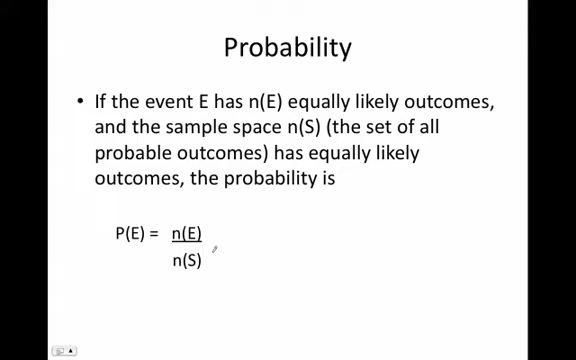 Probability
• If the event E has n(E) equally likely outcomes,
and the sample space n(S) (the set of all
probable outcomes) has equally likely
outcomes, the probability is
P(E) = n(E)
n(S)